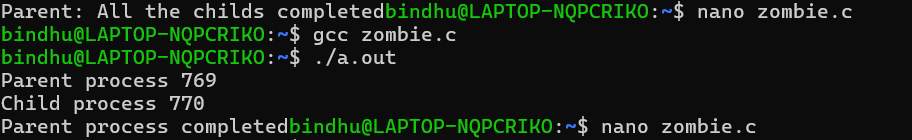 Parent: All the childs completedbindhu@LAPTOP-NQPCRIKO:~$ nano zombie.c
bindhu@LAPTOP-NQPCRIKO:~$ gcc zombie.c
bindhu@LAPTOP-NQPCRIKO:~$ ./a.out
Parent process 769
Child process 770
Parent process completedbindhu@LAPTOP-NQPCRIKO:~$ nano zombie.c